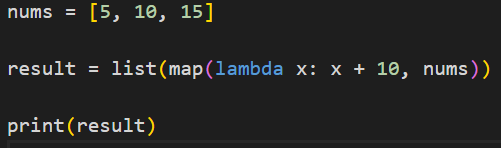 nums = [5, 10, 15]
result = list(map(lambda x: x + 10, nums))
print(result)